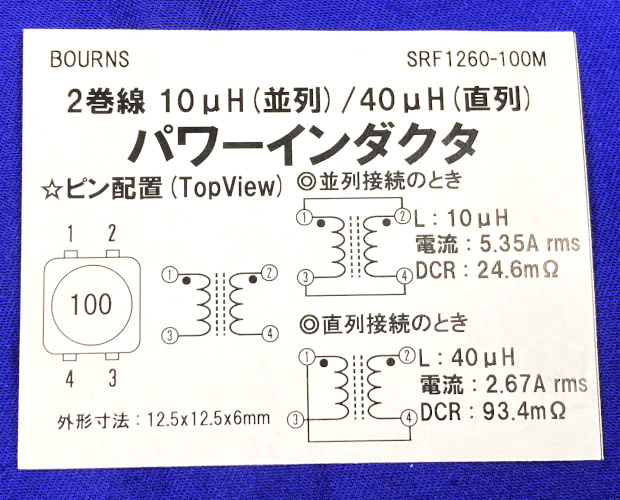 BOURNS SRF1260-100M
2巻線 10μH(並列)/40μH(直列)
パワーインダクタ
☆ピン配置(TopView)
1 2
100
4 3
① ②
③ ④
外形寸法:12.5x12.5x6mm
◎並列接続のとき
① ②
③ ④
L:10μH
電流:5.35A rms
DCR:24.6mΩ
◎直列接続のとき
① ②
③ ④
L:40μH
電流:2.67A rms
DCR:93.4mΩ